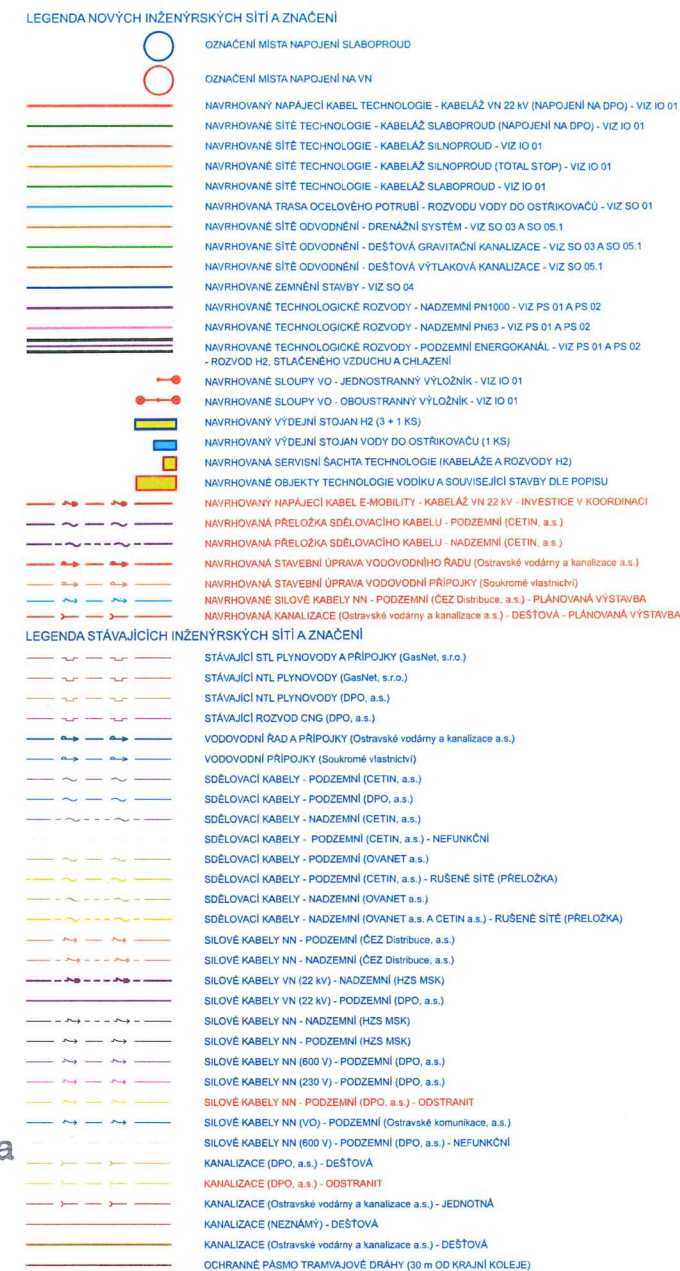 LEGENDA NOVÝCH INŽENÝRSKÝCH SÍTÍ A ZNAČENÍ
OZNAČENÍ MÍSTA NAPOJENÍ SLABOPROUD
OZNAČENÍ MÍSTA NAPOJENÍ NA VN
NAVRHOVANÝ NAPÁJECÍ KABEL TECHNOLOGIE - KABELÁŽ VN 22 kV (NAPOJENÍ NA DPO) - VIZ IO 01
NAVRHOVANÉ SÍTĚ TECHNOLOGIE - KABELÁŽ SLABOPROUD (NAPOJENÍ NA DPO) - VIZ IO 01
NAVRHOVANÉ SÍTĚ TECHNOLOGIE - KABELÁŽ SILNOPROUD - VIZ IO 01
NAVRHOVANÉ SÍTĚ TECHNOLOGIE - KABELÁŽ SILNOPROUD (TOTAL STOP) - VIZ IO 01
NAVRHOVANÉ SÍTĚ TECHNOLOGIE - KABELÁŽ SLABOPROUD - VIZ IO 01
NAVRHOVANÁ TRASA OCELOVÉHO POTRUBÍ - ROZVODU VODY DO OSTŘIKOVAČŮ - VIZ SO 01
NAVRHOVANÉ SÍTĚ ODVODNĚNÍ - DRENÁŽNÍ SYSTÉM - VIZ SO 03 A SO 05.1
NAVRHOVANÉ SÍTĚ ODVODNĚNÍ - DEŠŤOVÁ GRAVITAČNÍ KANALIZACE - VIZ SO 03 A SO 05.1
NAVRHOVANÉ SÍTĚ ODVODNĚNÍ - DEŠŤOVÁ VÝTLAKOVÁ KANALIZACE - VIZ SO 05.1
NAVRHOVANÉ ZEMNĚNÍ STAVBY - VIZ SO 04
NAVRHOVANÉ TECHNOLOGICKÉ ROZVODY - NADZEMNÍ PN1000 - VIZ PS 01 A PS 02
NAVRHOVANÉ TECHNOLOGICKÉ ROZVODY - NADZEMNÍ PN63 - VIZ PS 01 A PS 02
NAVRHOVANÉ TECHNOLOGICKÉ ROZVODY - PODZEMNÍ ENERGOKANÁL - VIZ PS 01 A PS 02
- ROZVOD H2, STLAČENÉHO VZDUCHU A CHLAZENÍ
NAVRHOVANÉ SLOUPY VO - JEDNOSTRANNÝ VÝLOŽNÍK - VIZ IO 01
NAVRHOVANÉ SLOUPY VO - OBOUSTRANNÝ VÝLOŽNÍK - VIZ IO 01
NAVRHOVANÝ VÝDEJNÍ STOJAN H2 (3 + 1 KS)
NAVRHOVANÝ VÝDEJNÍ STOJAN VODY DO OSTŘIKOVAČŮ (1 KS)
NAVRHOVANÁ SERVISNÍ ŠACHTA TECHNOLOGIE (KABELÁŽE A ROZVODY H2)
NAVRHOVANÉ OBJEKTY TECHNOLOGIE VODÍKU A SOUVISEJÍCÍ STAVBY DLE POPISU
NAVRHOVANÝ NAPÁJECÍ KABEL E-MOBILITY - KABELÁŽ VN 22 kV - INVESTICE V KOORDINACI
NAVRHOVANÁ PŘELOŽKA SDĚLOVACÍHO KABELU - PODZEMNÍ (CETIN, a.s.)
NAVRHOVANÁ PŘELOŽKA SDĚLOVACÍHO KABELU - NADZEMNÍ (CETIN, a.s.)
NAVRHOVANÁ STAVEBNÍ ÚPRAVA VODOVODNÍHO ŘADU (Ostravské vodárny a kanalizace a.s.)
NAVRHOVANÁ STAVEBNÍ ÚPRAVA VODOVODNÍ PŘÍPOJKY (Soukromé vlastnictví)
NAVRHOVANÉ SILOVÉ KABELY NN - PODZEMNÍ (ČEZ Distribuce, a.s.) - PLÁNOVANÁ VÝSTAVBA
NAVRHOVANÁ KANALIZACE (Ostravské vodárny a kanalizace a.s.) - DEŠŤOVÁ - PLÁNOVANÁ VÝSTAVBA
LEGENDA STÁVAJÍCÍCH INŽENÝRSKÝCH SÍTÍ A ZNAČENÍ
STÁVAJÍCÍ STL PLYNOVODY A PŘÍPOJKY (GasNet, s.r.o.)
STÁVAJÍCÍ NTL PLYNOVODY (GasNet, s.r.o.)
STÁVAJÍCÍ NTL PLYNOVODY (DPO, a.s.)
STÁVAJÍCÍ ROZVOD CNG (DPO, a.s.)
VODOVODNÍ ŘAD A PŘÍPOJKY (Ostravské vodárny a kanalizace a.s.)
VODOVODNÍ PŘÍPOJKY (Soukromé vlastnictví)
SDĚLOVACÍ KABELY - PODZEMNÍ (CETIN, a.s.)
SDĚLOVACÍ KABELY - PODZEMNÍ (DPO, a.s.)
SDĚLOVACÍ KABELY - NADZEMNÍ (CETIN, a.s.)
SDĚLOVACÍ KABELY - PODZEMNÍ (CETIN, a.s.) - NEFUNKČNÍ
SDĚLOVACÍ KABELY - PODZEMNÍ (OVANET a.s.)
SDĚLOVACÍ KABELY - PODZEMNÍ (CETIN, a.s.) - RUŠENÉ SÍTĚ (PŘELOŽKA)
SDĚLOVACÍ KABELY - NADZEMNÍ (OVANET a.s.)
SDĚLOVACÍ KABELY - NADZEMNÍ (OVANET a.s. A CETIN a.s.) - RUŠENÉ SÍTĚ (PŘELOŽKA)
SILOVÉ KABELY NN - PODZEMNÍ (ČEZ Distribuce, a.s.)
SILOVÉ KABELY NN - NADZEMNÍ (ČEZ Distribuce, a.s.)
SILOVÉ KABELY VN (22 kV) - NADZEMNÍ (HZS MSK)
SILOVÉ KABELY VN (22 kV) - PODZEMNÍ (DPO, a.s.)
SILOVÉ KABELY NN - NADZEMNÍ (HZS MSK)
SILOVÉ KABELY NN - PODZEMNÍ (HZS MSK)
SILOVÉ KABELY NN (600 V) - PODZEMNÍ (DPO, a.s.)
SILOVÉ KABELY NN (230 V) - PODZEMNÍ (DPO, a.s.)
SILOVÉ KABELY NN - PODZEMNÍ (DPO, a.s.) - ODSTRANIT
SILOVÉ KABELY NN (VO) - PODZEMNÍ (Ostravské komunikace, a.s.)
SILOVÉ KABELY NN (600 V) - PODZEMNÍ (DPO, a.s.) - NEFUNKČNÍ
a
KANALIZACE (DPO, a.s.) - DEŠŤOVÁ
KANALIZACE (DPO, a.s.) - ODSTRANIT
KANALIZACE (Ostravské vodárny a kanalizace a.s.) - JEDNOTNÁ
KANALIZACE (NEZNÁMÝ) - DEŠŤOVÁ
KANALIZACE (Ostravské vodárny a kanalizace a.s.) - DEŠŤOVÁ
OCHRANNÉ PÁSMO TRAMVAJOVÉ DRÁHY (30 m OD KRAJNÍ KOLEJE)